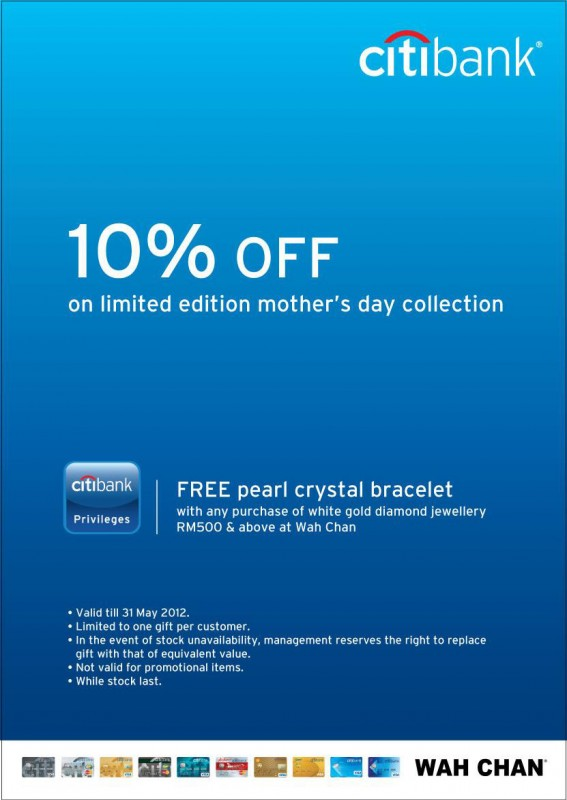 citibank®
10% OFF
on limited edition mother's day collection
citibank
Privileges
FREE pearl crystal bracelet
with any purchase of white gold diamond jewellery
RM500 & above at Wah Chan
• Valid till 31 May 2012.
• Limited to one gift per customer.
• In the event of stock unavailability, management reserves the right to replace
gift with that of equivalent value.
• Not valid for promotional items.
• While stock last.
WAH CHAN